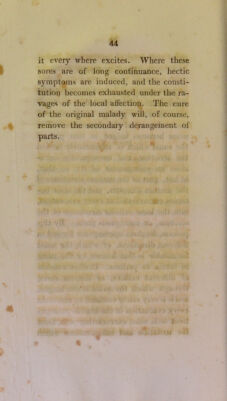 44
it every where excites. Where these
sores are of long continuance, hectic
symptoms are induced, and the consti-
tution becomes exhausted under the ra-
vages of the local affection. The cure
of the original malady will, of course,
remove the secondary derangement of
parts.